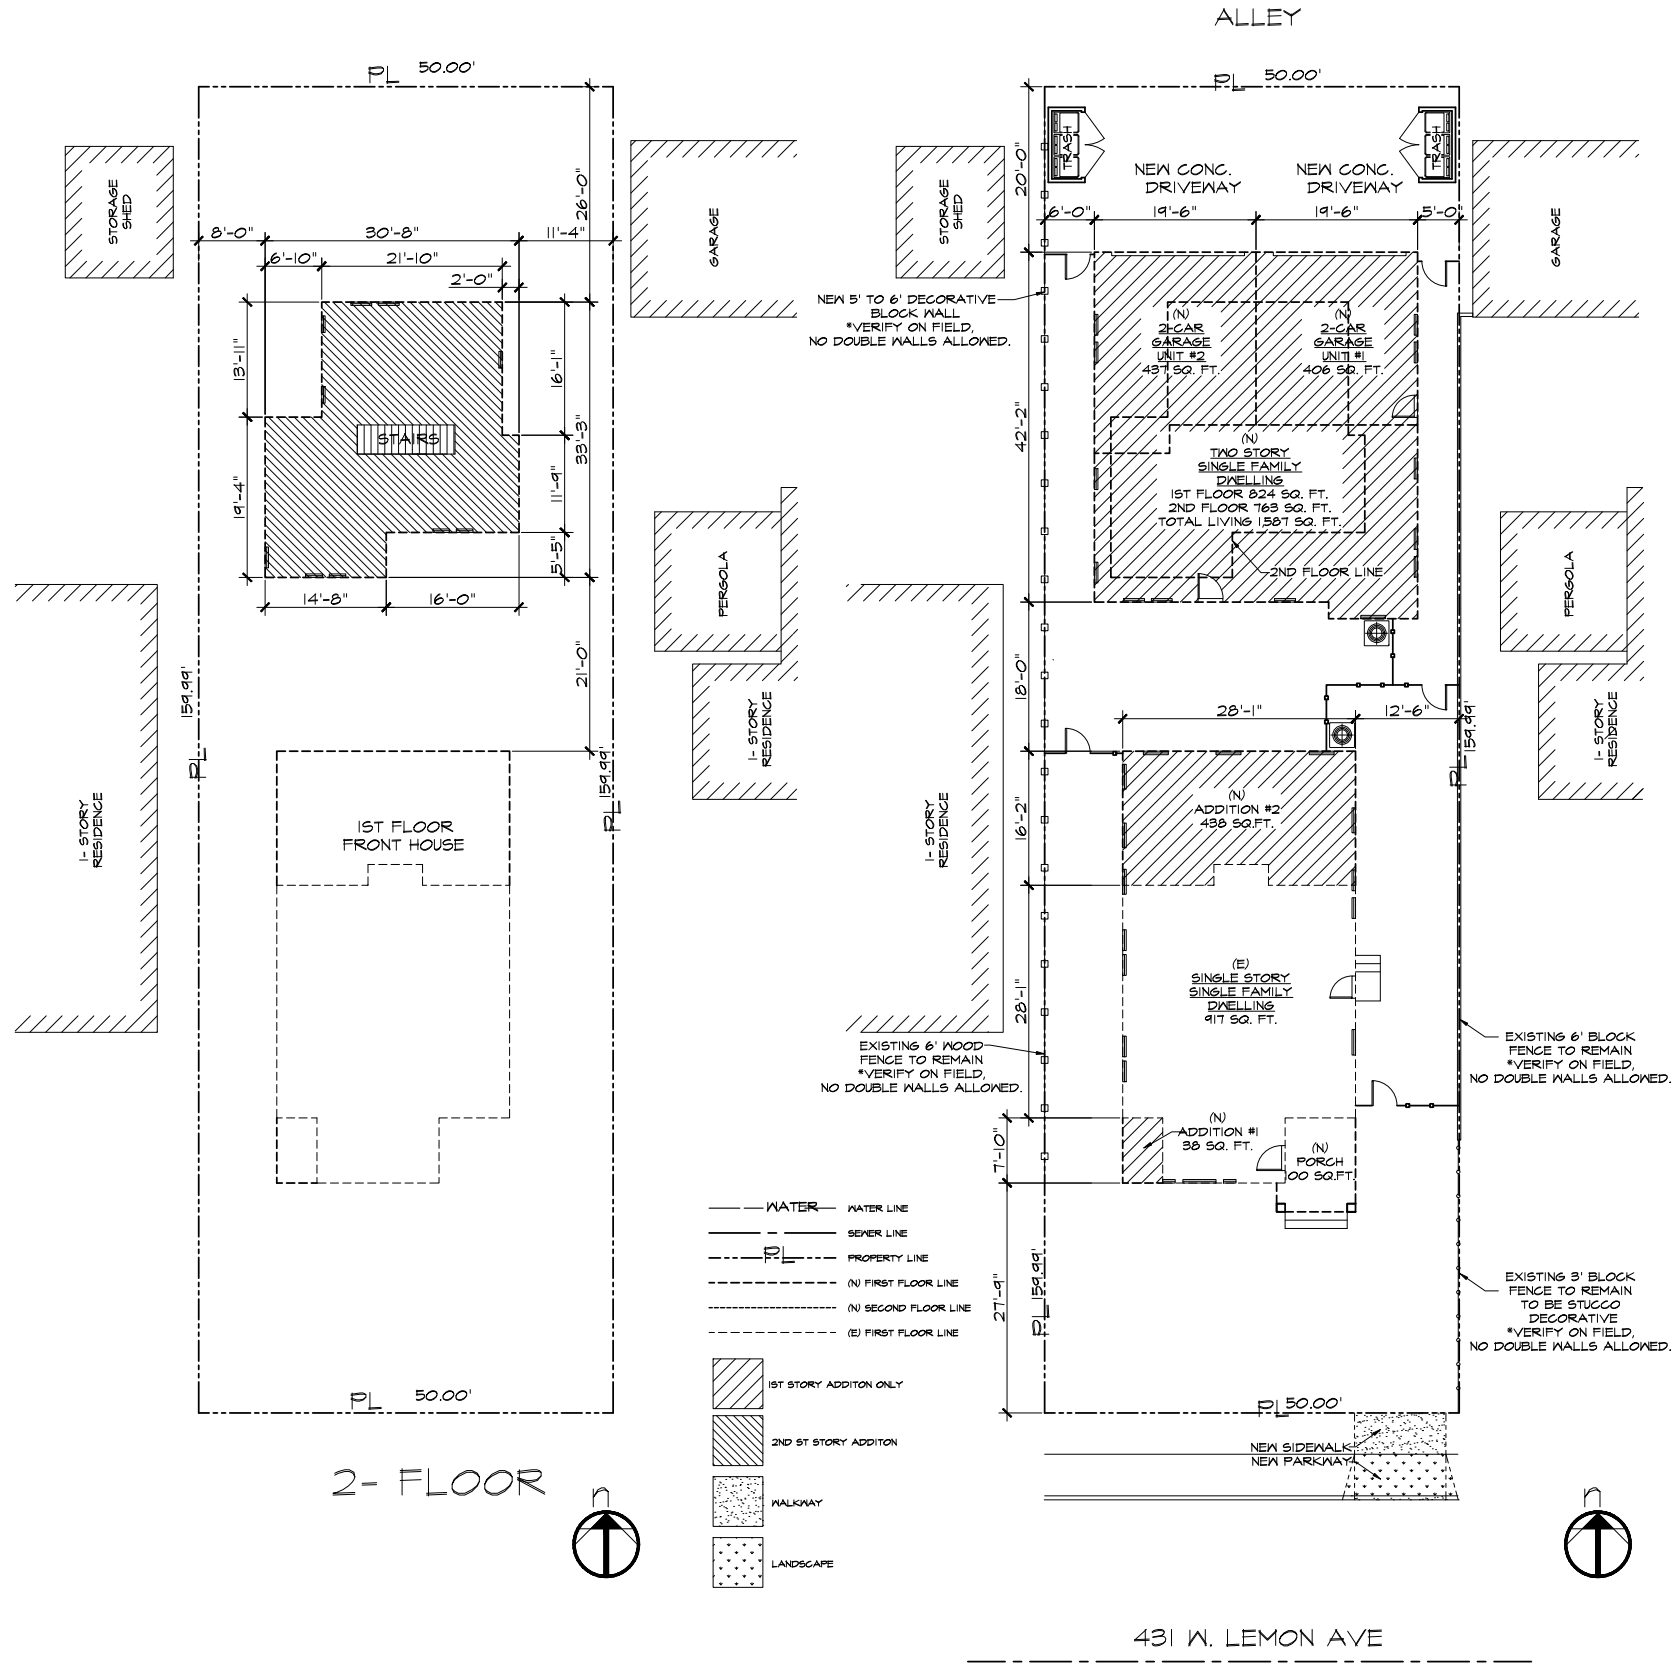 ALLEY
PL 50.00'
26'-0"
8'-0"
30'-8"
11'-4"
6'-10"
21'-10"
2'-0"
STORAGE
SHED
GARAGE
13'-11"
16'-1"
33'-3"
STAIRS
19'-4"
11'-9"
5'-5"
14'-8"
16'-0"
21'-0"
PERGOLA
1- STORY
RESIDENCE
159.99'
PL
159.99'
PL
1- STORY
RESIDENCE
1ST FLOOR
FRONT HOUSE
PL 50.00'
2- FLOOR
n
PL 50.00'
TRASH
TRASH
20'-0"
NEW CONC.
DRIVEWAY
NEW CONC.
DRIVEWAY
6'-0"
19'-6"
19'-6"
5'-0"
STORAGE
SHED
GARAGE
NEW 5' TO 6' DECORATIVE
BLOCK WALL
*VERIFY ON FIELD,
NO DOUBLE WALLS ALLOWED.
(N)
2-CAR
GARAGE
UNIT #2
437 SQ. FT.
(N)
2-CAR
GARAGE
UNIT #1
406 SQ. FT.
42'-2"
(N)
TWO STORY
SINGLE FAMILY
DWELLING
1ST FLOOR 824 SQ. FT.
2ND FLOOR 763 SQ. FT.
TOTAL LIVING 1,587 SQ. FT.
2ND FLOOR LINE
PERGOLA
18'-0"
28'-1"
12'-6"
1- STORY
RESIDENCE
159.99'
PL
16'-2"
(N)
ADDITION #2
438 SQ.FT.
1- STORY
RESIDENCE
28'-1"
(E)
SINGLE STORY
SINGLE FAMILY
DWELLING
917 SQ. FT.
EXISTING 6' WOOD
FENCE TO REMAIN
*VERIFY ON FIELD,
NO DOUBLE WALLS ALLOWED.
EXISTING 6' BLOCK
FENCE TO REMAIN
*VERIFY ON FIELD,
NO DOUBLE WALLS ALLOWED.
7'-10"
(N)
ADDITION #1
38 SQ. FT.
(N)
PORCH
00 SQ.FT.
27'-9"
159.99'
PL
EXISTING 3' BLOCK
FENCE TO REMAIN
TO BE STUCCO
DECORATIVE
*VERIFY ON FIELD,
NO DOUBLE WALLS ALLOWED.
PL 50.00'
NEW SIDEWALK
NEW PARKWAY
WATER WATER LINE
SEWER LINE
PL PROPERTY LINE
(N) FIRST FLOOR LINE
(N) SECOND FLOOR LINE
(E) FIRST FLOOR LINE
1ST STORY ADDITON ONLY
2ND ST STORY ADDITON
WALKWAY
LANDSCAPE
n
431 W. LEMON AVE